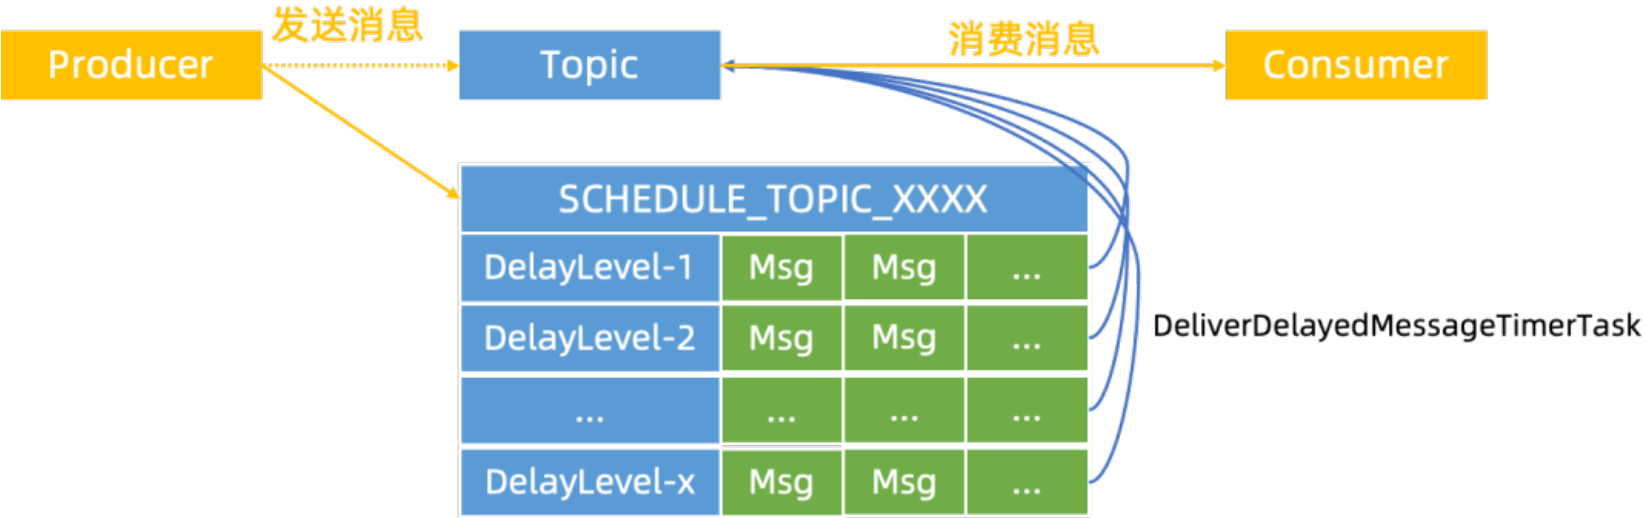 发送消息
消费消息
Producer
Topic
Consumer
SCHEDULE_TOPIC_XXXX
DelayLevel-1 Msg Msg ...
DelayLevel-2 Msg Msg ...
DeliverDelayedMessageTimerTask
... ... ... ...
DelayLevel-x Msg Msg ...